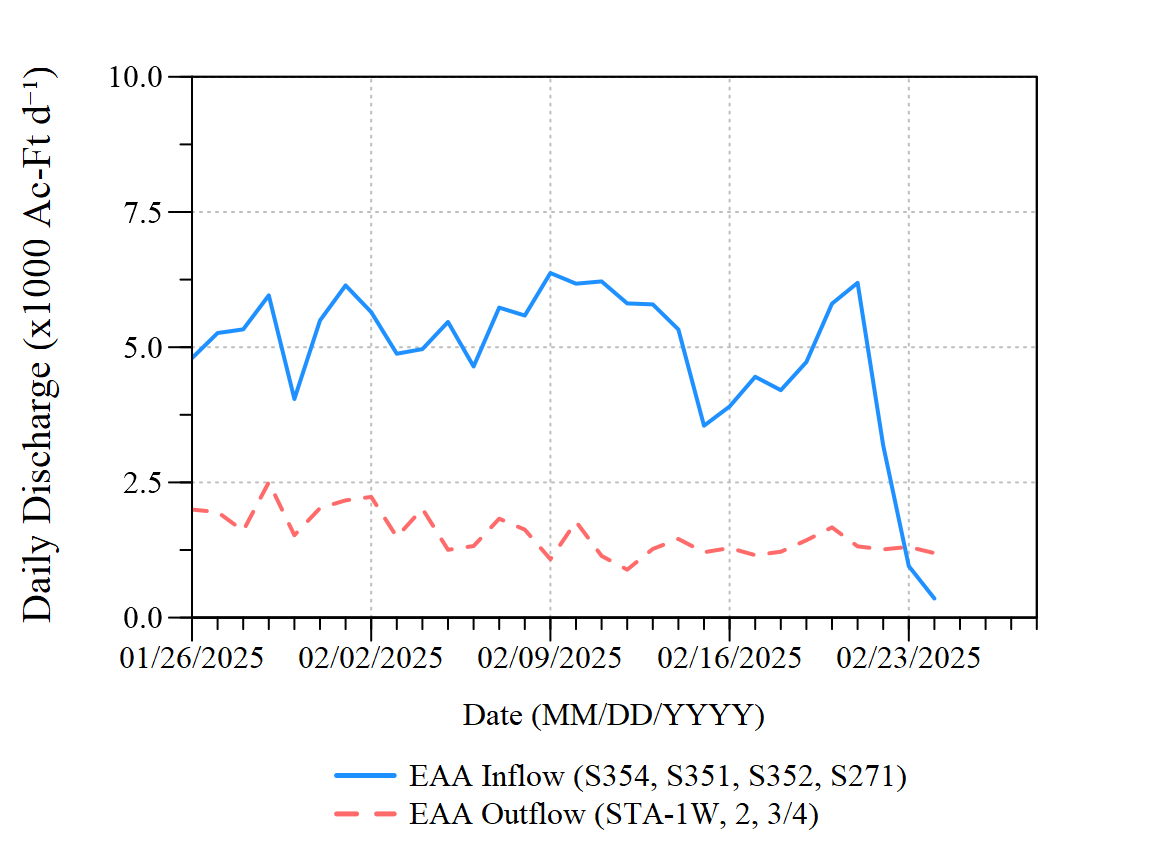 Daily Discharge (x1000 Ac-Ft d⁻¹)
10.0
7.5
5.0
2.5
0.0
01/26/2025 02/02/2025 02/09/2025 02/16/2025 02/23/2025
Date (MM/DD/YYYY)
EAA Inflow (S354, S351, S352, S271)
EAA Outflow (STA-1W, 2, 3/4)